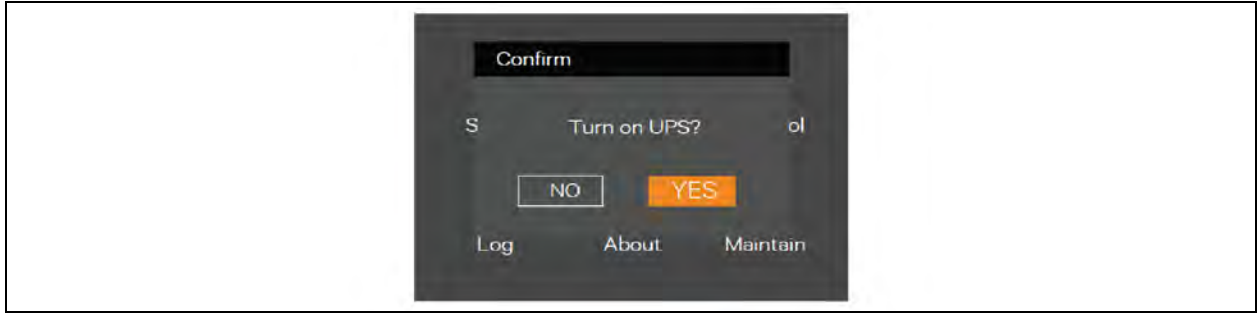 Confirm
S Turn on UPS? ol
NO YES
Log About Maintain